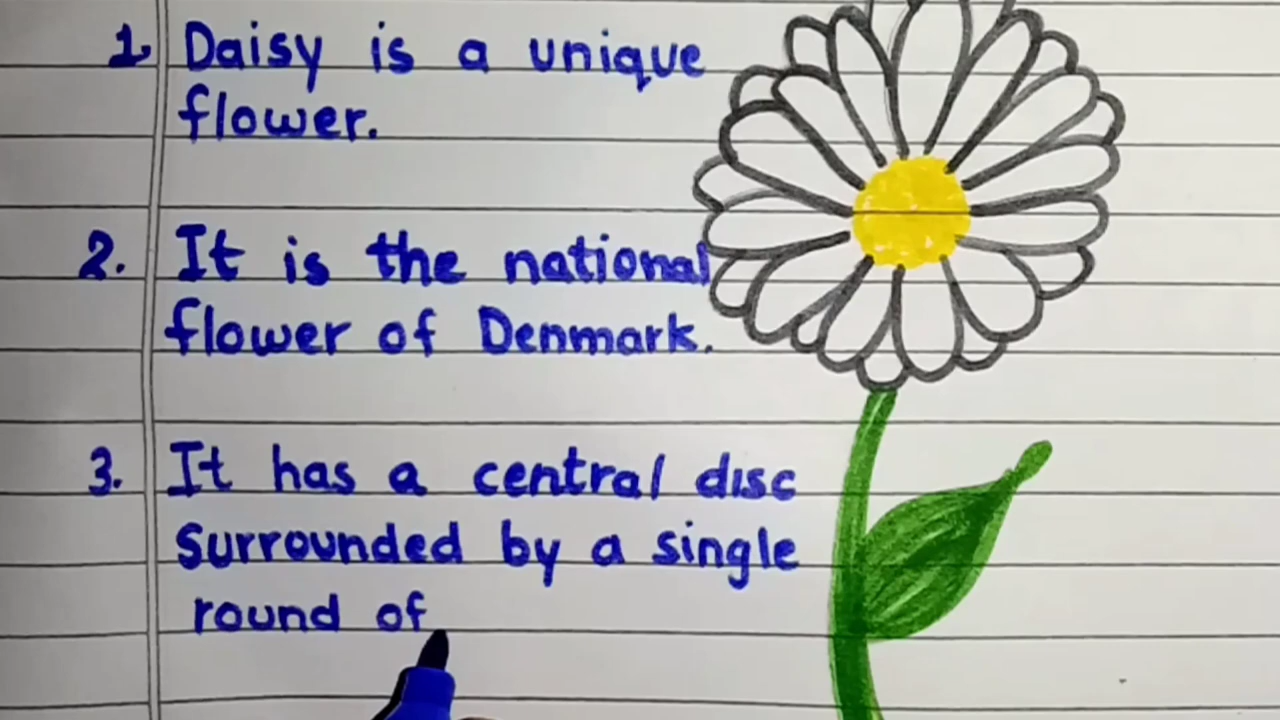 1. Daisy is a unique
flower.
2. It is the national
flower of Denmark.
3. It has a central disc
surrounded by a single
round of